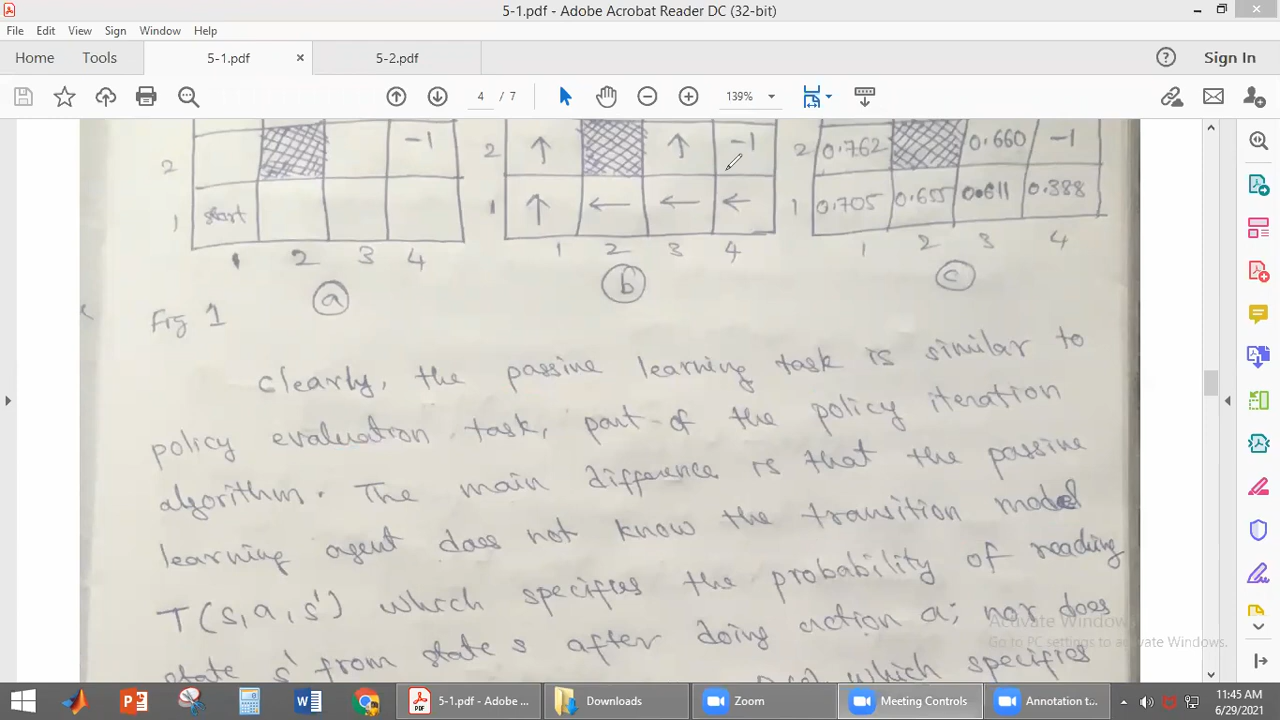 5-1.pdf - Adobe Acrobat Reader DC (32-bit)
File Edit View Sign Window Help
Home Tools 5-1.pdf × 5-2.pdf Sign In
4 / 7 139%
2 -1
1 start
1 2 3 4
a
2 ↑ ↑ -1
1 ↑ ← ← ←
1 2 3 4
b
2 0.762 0.660 -1
1 0.705 0.655 0.611 0.388
1 2 3 4
c
Fig 1
Clearly, the passive learning task is similar to
policy evaluation task, part of the policy iteration
algorithm. The main difference is that the passive
learning agent does not know the transition model
T(s,a,s') which specifies the probability of reaching
state s' from state s after doing action a; nor does
which specifies
Activate Windows
Go to PC settings to activate Windows.
5-1.pdf - Adobe ... Downloads Zoom Meeting Controls Annotation t...
11:45 AM
6/29/2021